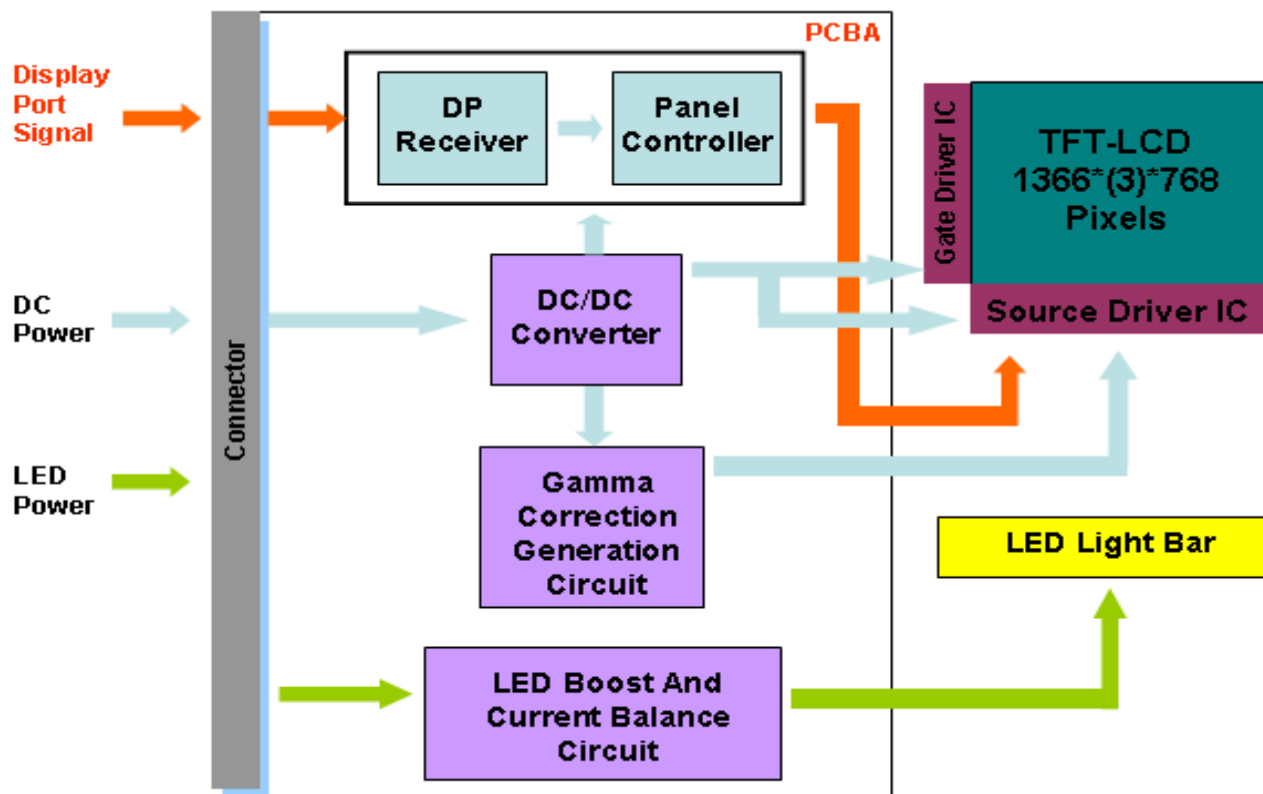 PCBA
Display
Port
Signal
DP
Receiver
Panel
Controller
Gate Driver IC
TFT-LCD
1366*(3)*768
Pixels
Source Driver IC
DC
Power
DC/DC
Converter
Connector
LED
Power
Gamma
Correction
Generation
Circuit
LED Light Bar
LED Boost And
Current Balance
Circuit